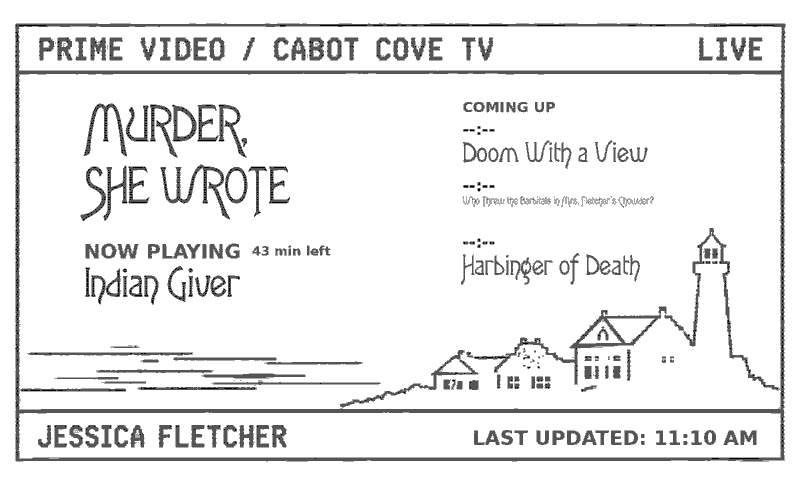 PRIME VIDEO / CABOT COVE TV
LIVE
MURDER,
SHE WROTE
NOW PLAYING 43 min left
Indian Giver
COMING UP
--:--
Doom With a View
--:--
Who Threw the Barbitals in Mrs. Fletcher's Chowder?
--:--
Harbinger of Death
JESSICA FLETCHER
LAST UPDATED: 11:10 AM